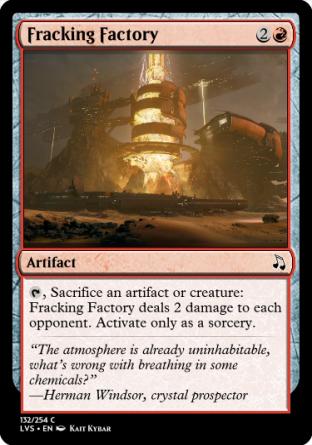 Fracking Factory 2
Artifact
, Sacrifice an artifact or creature:
Fracking Factory deals 2 damage to each
opponent. Activate only as a sorcery.
“The atmosphere is already uninhabitable,
what’s wrong with breathing in some
chemicals?”
—Herman Windsor, crystal prospector
132/254 C
LVS • EN Kait Kybar